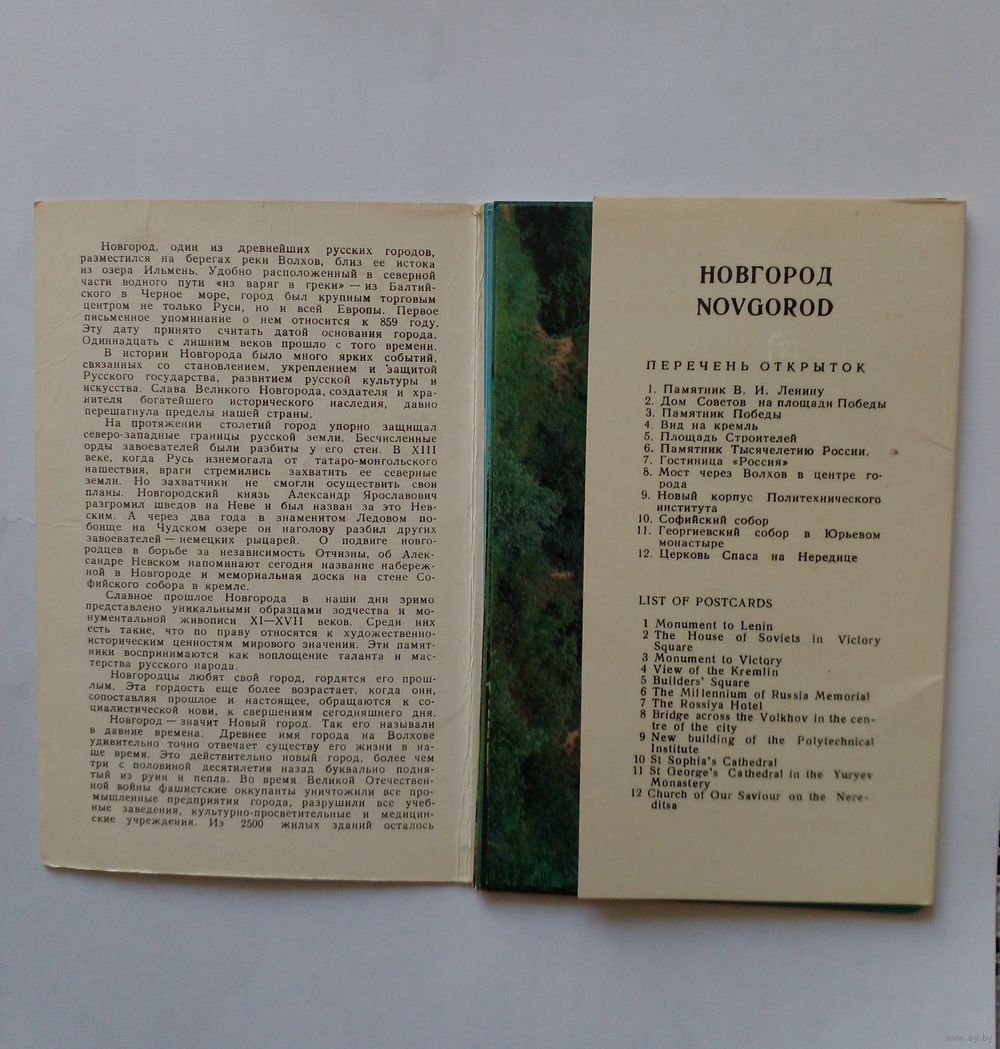 Новгород, один из древнейших русских городов,
разместился на берегах реки Волхов, близ ее истока
из озера Ильмень. Удобно расположенный в северной
части водного пути «из варяг в греки» — из Балтий-
ского в Черное море, город был крупным торговым
центром не только Руси, но и всей Европы. Первое
письменное упоминание о нем относится к 859 году.
Эту дату принято считать датой основания города.
Одиннадцать с лишним веков прошло с того времени.
В истории Новгорода было много ярких событий,
связанных со становлением, укреплением и защитой
Русского государства, развитием русской культуры и
искусства. Слава Великого Новгорода, создателя и хра-
нителя богатейшего исторического наследия, давно
перешагнула пределы нашей страны.
На протяжении столетий город упорно защищал
северо-западные границы русской земли. Бесчисленные
орды завоевателей были разбиты у его стен. В XIII
веке, когда Русь изнемогала от татаро-монгольского
нашествия, враги стремились захватить ее северные
земли. Но захватчики не смогли осуществить свои
планы. Новгородский князь Александр Ярославович
разгромил шведов на Неве и был назван за это Нев-
ским. А через два года в знаменитом Ледовом по-
боище на Чудском озере он наголову разбил других
завоевателей — немецких рыцарей. О подвиге новго-
родцев в борьбе за независимость Отчизны, об Алек-
сандре Невском напоминают сегодня название набереж-
ной в Новгороде и мемориальная доска на стене Со-
фийского собора в кремле.
Славное прошлое Новгорода в наши дни зримо
представлено уникальными образцами зодчества и мо-
нументальной живописи XI—XVII веков. Среди них
есть такие, что по праву относятся к художественно-
историческим ценностям мирового значения. Эти памят-
ники воспринимаются как воплощение таланта и мас-
терства русского народа.
Новгородцы любят свой город, гордятся его прош-
лым. Эта гордость еще более возрастает, когда они,
сопоставляя прошлое и настоящее, обращаются к со-
циалистической нови, к свершениям сегодняшнего дня.
Новгород — значит Новый город. Так его называли
в давние времена. Древнее имя города на Волхове
удивительно точно отвечает существу его жизни в на-
ше время. Это действительно новый город, более чем
три с половиной десятилетия назад буквально подня-
тый из руин и пепла. Во время Великой Отечествен-
ной войны фашистские оккупанты уничтожили все про-
мышленные предприятия города, разрушили все учеб-
ные заведения, культурно-просветительные и медицин-
ские учреждения. Из 2500 жилых зданий осталось
НОВГОРОД
NOVGOROD
ПЕРЕЧЕНЬ ОТКРЫТОК
1. Памятник В. И. Ленину
2. Дом Советов на площади Победы
3. Памятник Победы
4. Вид на кремль
5. Площадь Строителей
6. Памятник Тысячелетию России.
7. Гостиница «Россия»
8. Мост через Волхов в центре го-
рода
9. Новый корпус Политехнического
института
10. Софийский собор
11. Георгиевский собор в Юрьевом
монастыре
12. Церковь Спаса на Нередице
LIST OF POSTCARDS
1 Monument to Lenin
2 The House of Soviets in Victory
Square
3 Monument to Victory
4 View of the Kremlin
5 Builders' Square
6 The Millennium of Russia Memorial
7 The Rossiya Hotel
8 Bridge across the Volkhov in the cen-
tre of the city
9 New building of the Polytechnical
Institute
10 St Sophia's Cathedral
11 St George's Cathedral in the Yuryev
Monastery
12 Church of Our Saviour on the Nere-
ditsa
www.ay.by